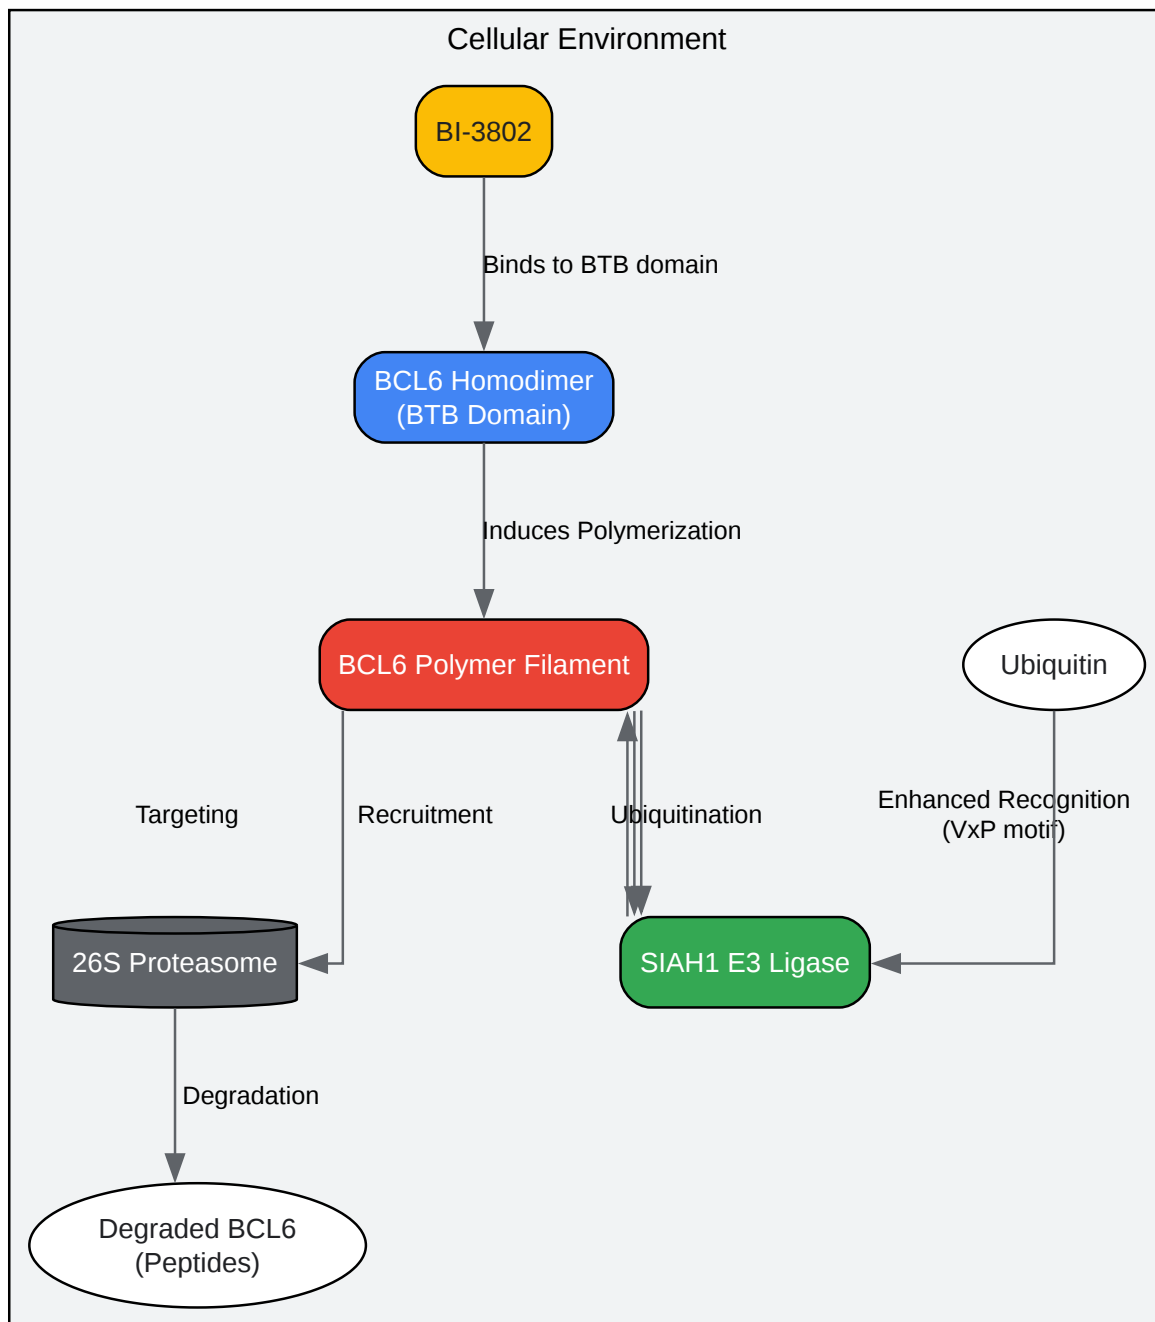 Cellular Environment
BI-3802
Binds to BTB domain
BCL6 Homodimer
(BTB Domain)
Induces Polymerization
BCL6 Polymer Filament
Ubiquitin
Targeting
Recruitment
Ubiquitination
Enhanced Recognition
(VxP motif)
26S Proteasome
SIAH1 E3 Ligase
Degradation
Degraded BCL6
(Peptides)